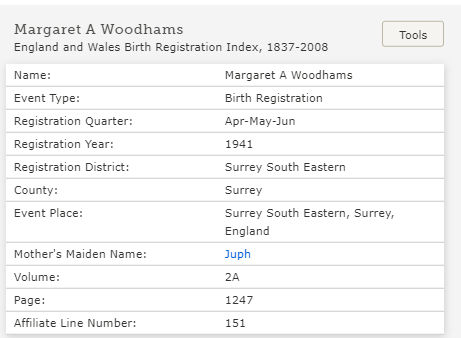 Margaret A Woodhams
England and Wales Birth Registration Index, 1837-2008
Tools
Name: Margaret A Woodhams
Event Type: Birth Registration
Registration Quarter: Apr-May-Jun
Registration Year: 1941
Registration District: Surrey South Eastern
County: Surrey
Event Place: Surrey South Eastern, Surrey,
England
Mother's Maiden Name: Juph
Volume: 2A
Page: 1247
Affiliate Line Number: 151